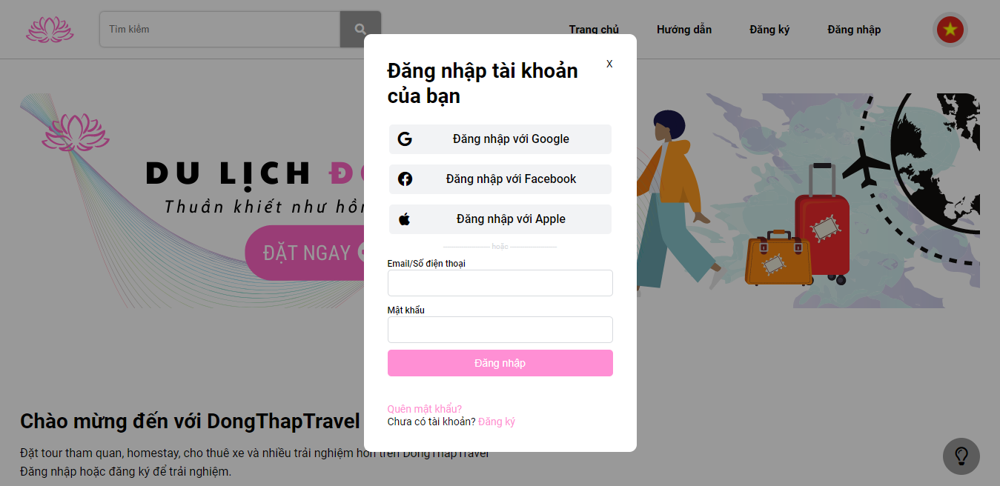 Tìm kiếm
Trang chủ
Hướng dẫn
Đăng ký
Đăng nhập
Đăng nhập tài khoản
của bạn
X
Đăng nhập với Google
Đăng nhập với Facebook
Đăng nhập với Apple
hoặc
Email/Số điện thoại
Mật khẩu
Đăng nhập
Quên mật khẩu?
Chưa có tài khoản? Đăng ký
DU LỊCH
Thuần khiết như
ĐẶT NGAY
Chào mừng đến với DongThapTravel
Đặt tour tham quan, homestay, cho thuê xe và nhiều trải nghiệm hơn trên DongThapTravel
Đăng nhập hoặc đăng ký để trải nghiệm.